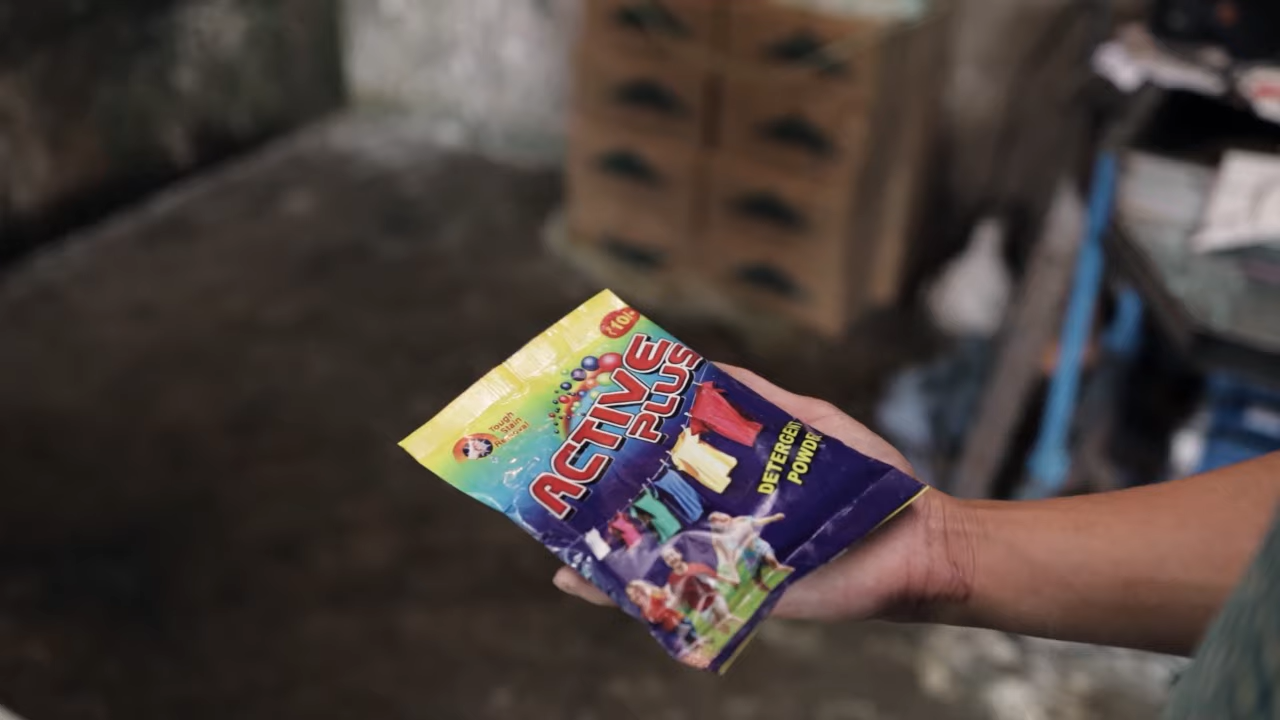 ₹10/-
ACTIVE
PLUS
Tough
Stain
Removal
DETERGENT
POWDER